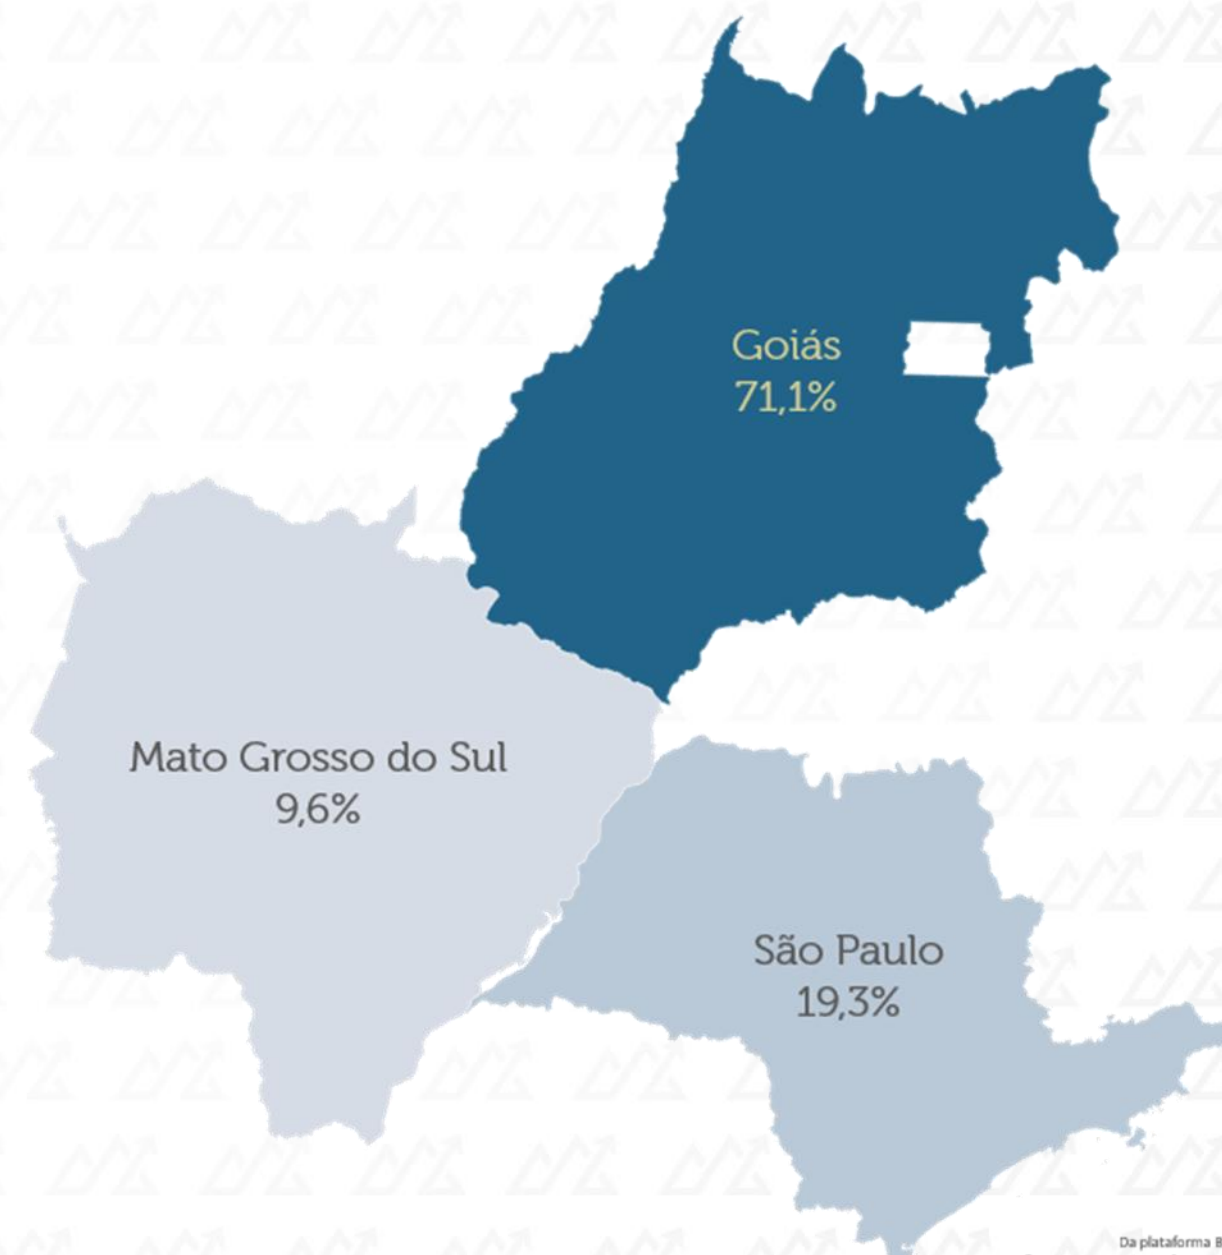 Goiás
71,1%
Mato Grosso do Sul
9,6%
São Paulo
19,3%
Da plataforma B